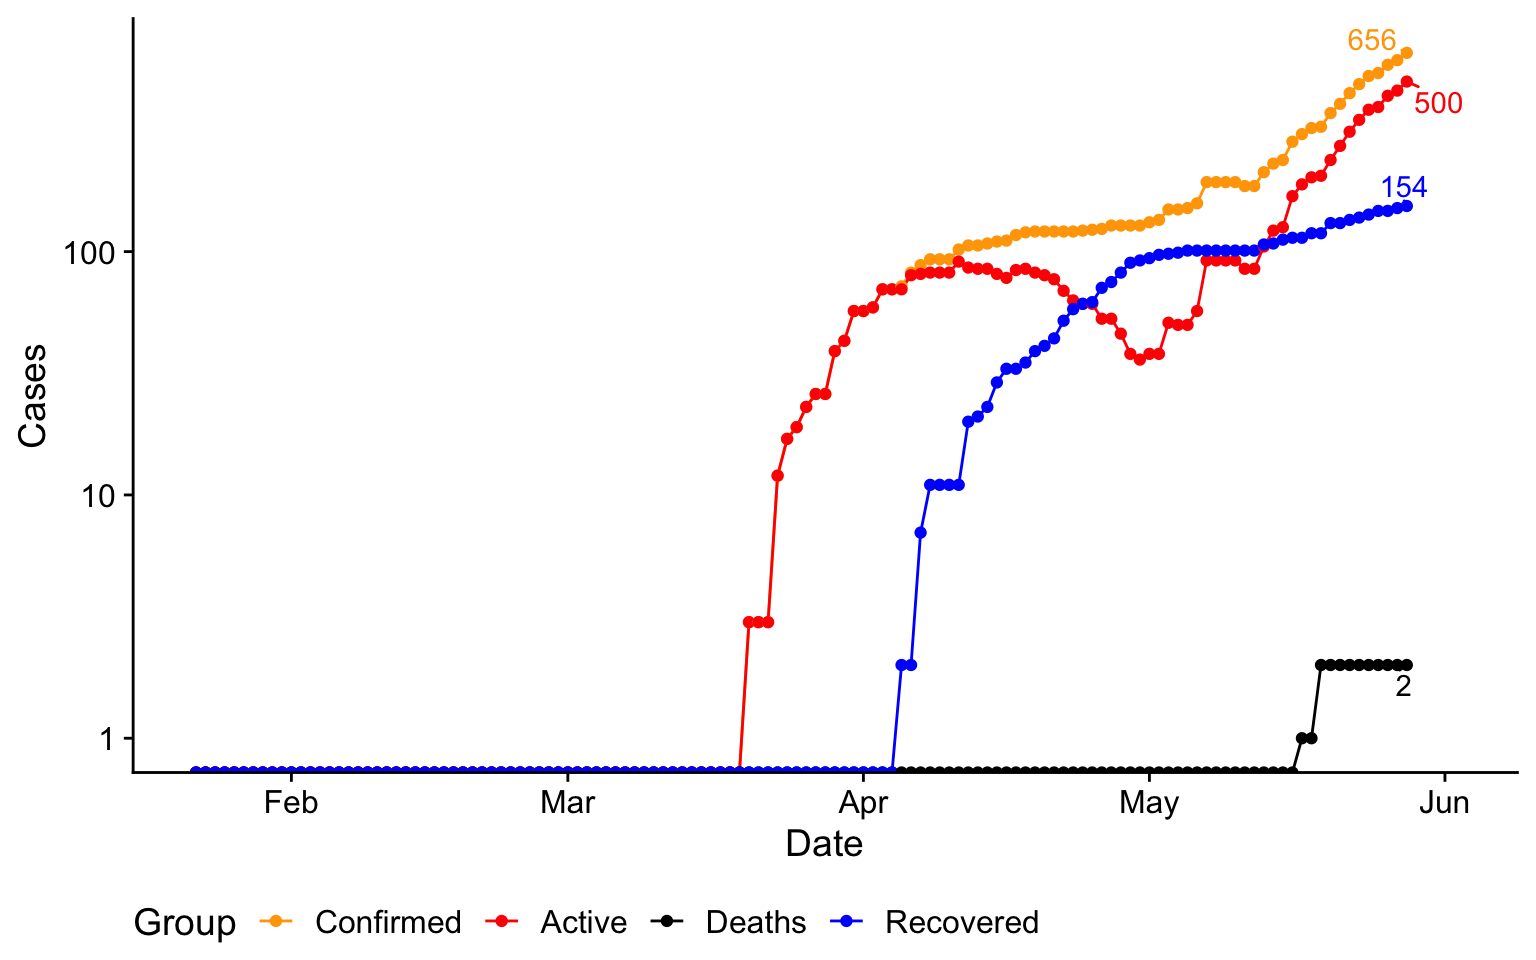 656
500
154
100
Cases
10
2
1
Feb Mar Apr May Jun
Date
Group Confirmed Active Deaths Recovered